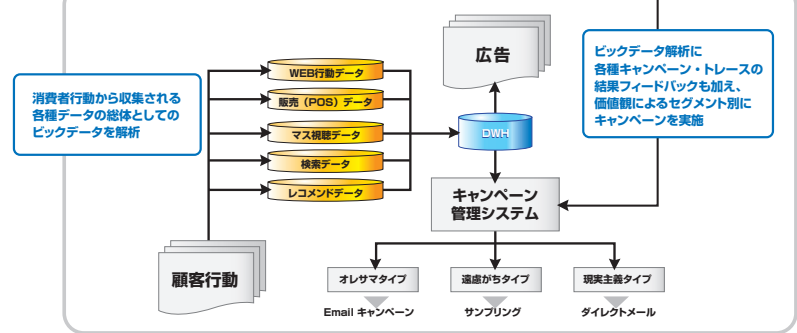 消費者行動から収集される
各種データの総体としての
ビックデータを解析
WEB行動データ
販売（POS）データ
マス視聴データ
検索データ
レコメンドデータ
顧客行動
広告
DWH
ビックデータ解析に
各種キャンペーン・トレースの
結果フィードバックも加え、
価値観によるセグメント別に
キャンペーンを実施
キャンペーン
管理システム
オレサマタイプ
遠慮がちタイプ
現実主義タイプ
Email キャンペーン
サンプリング
ダイレクトメール